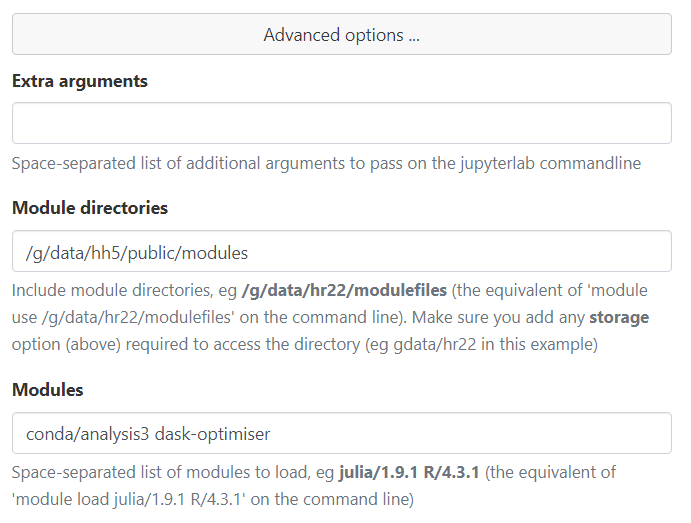 Advanced options ...
Extra arguments
Space-separated list of additional arguments to pass on the jupyterlab commandline
Module directories
/g/data/hh5/public/modules
Include module directories, eg /g/data/hr22/modulefiles (the equivalent of 'module
use /g/data/hr22/modulefiles' on the command line). Make sure you add any storage
option (above) required to access the directory (eg gdata/hr22 in this example)
Modules
conda/analysis3 dask-optimiser
Space-separated list of modules to load, eg julia/1.9.1 R/4.3.1 (the equivalent of
'module load julia/1.9.1 R/4.3.1' on the command line)